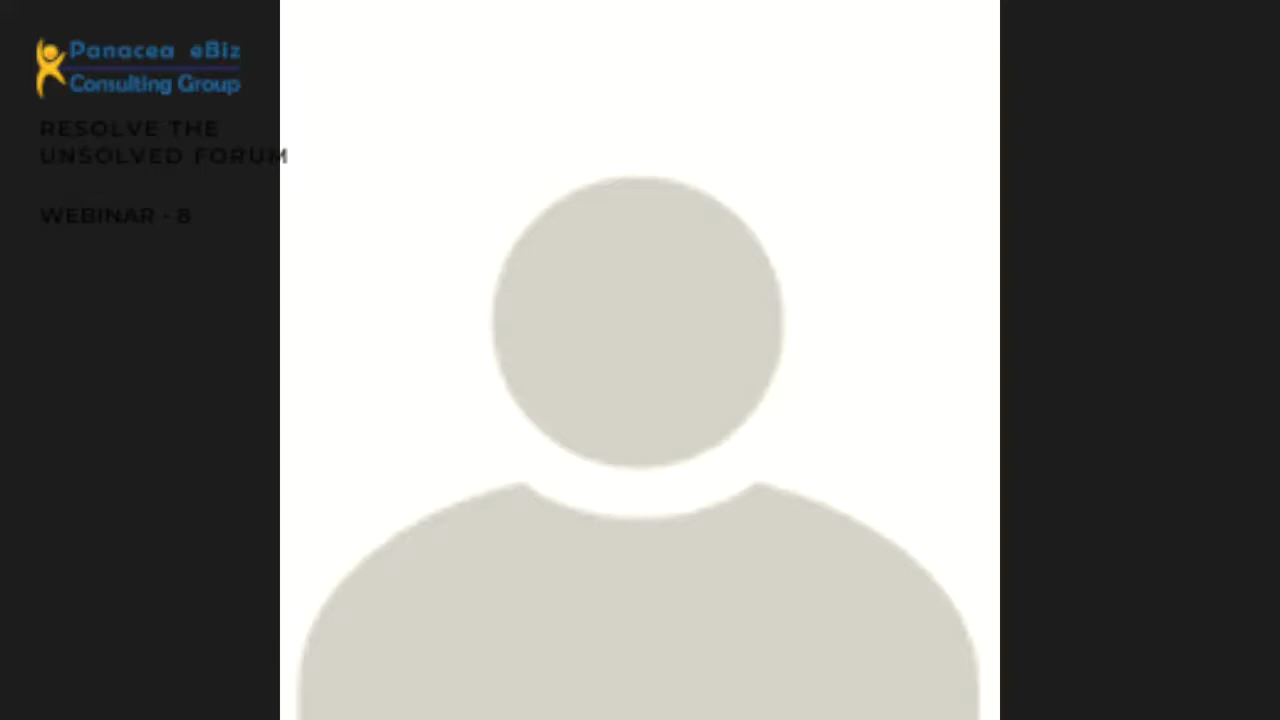 Panacea eBiz
Consulting Group
RESOLVE THE
UNSOLVED FORUM
WEBINAR - 8